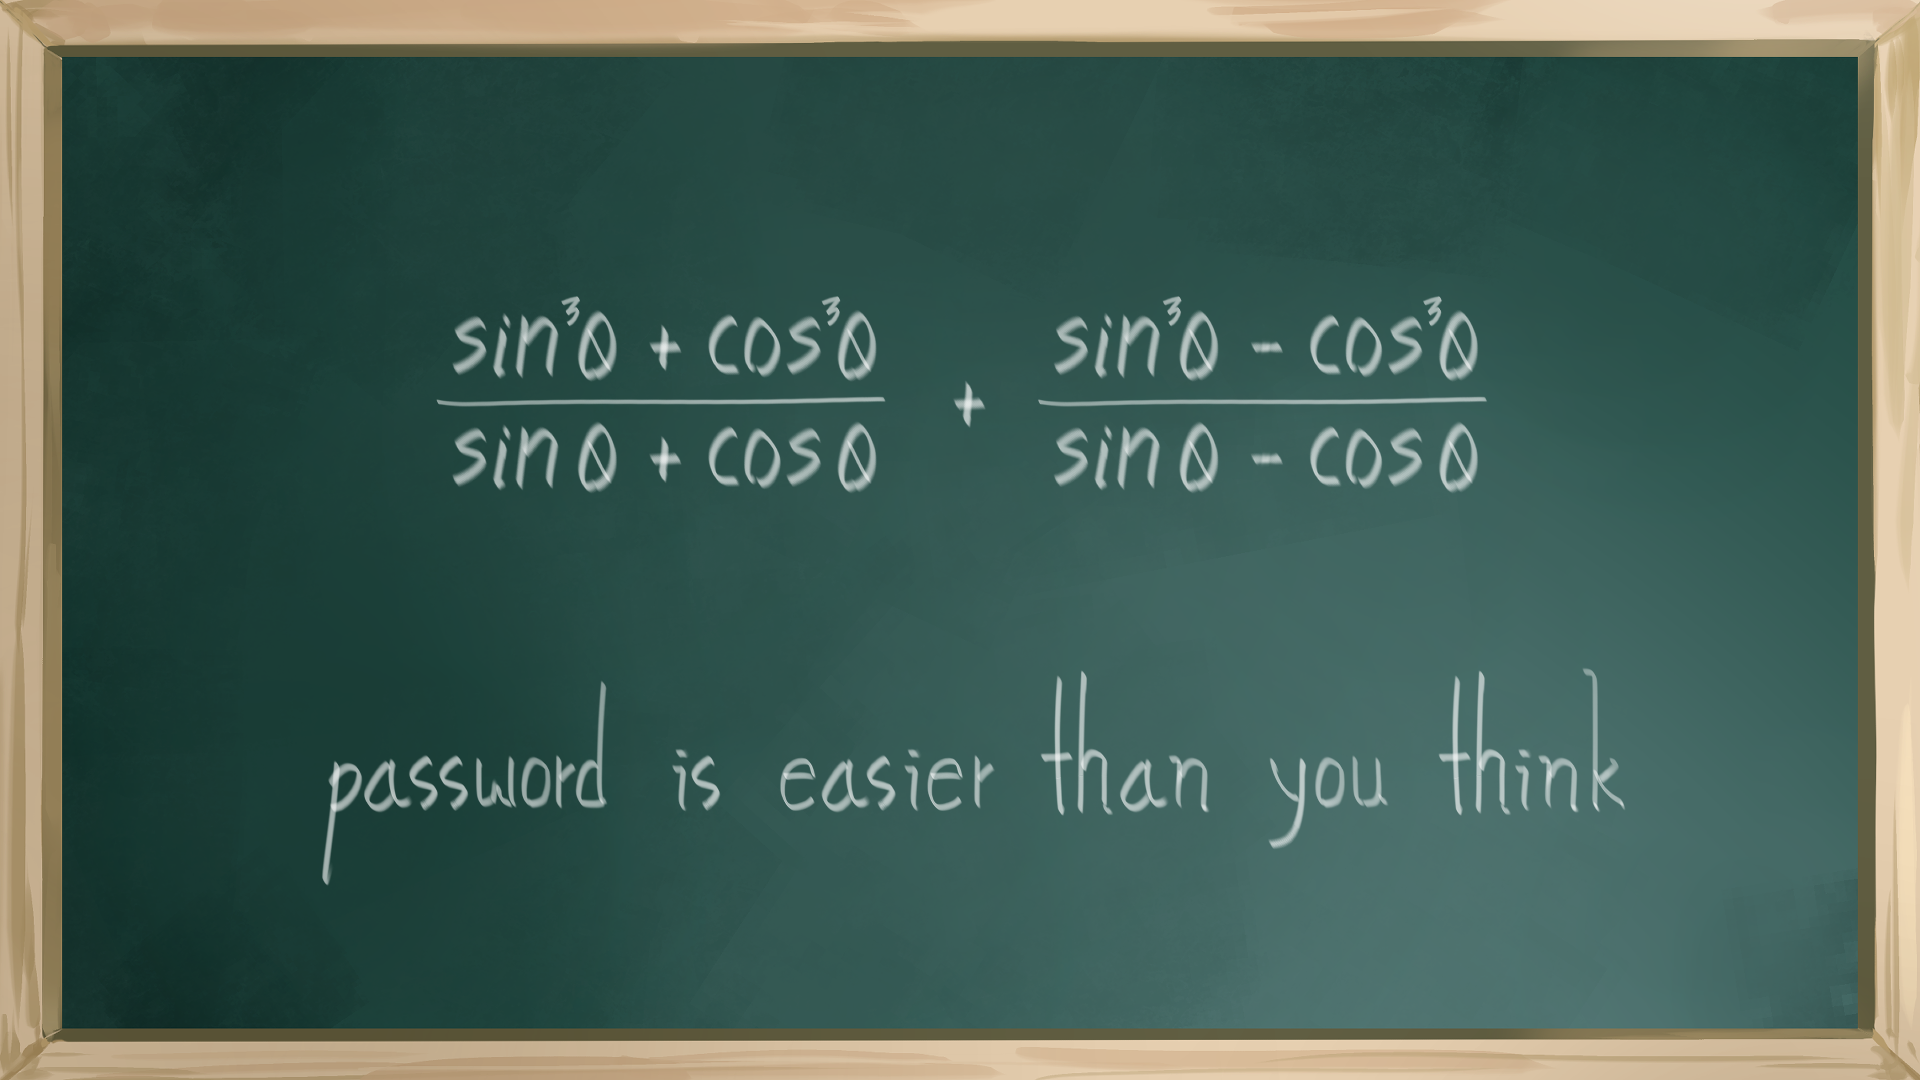 sin³θ + cos³θ + sin³θ - cos³θ
sin θ + cos θ sin θ - cos θ
password is easier than you think